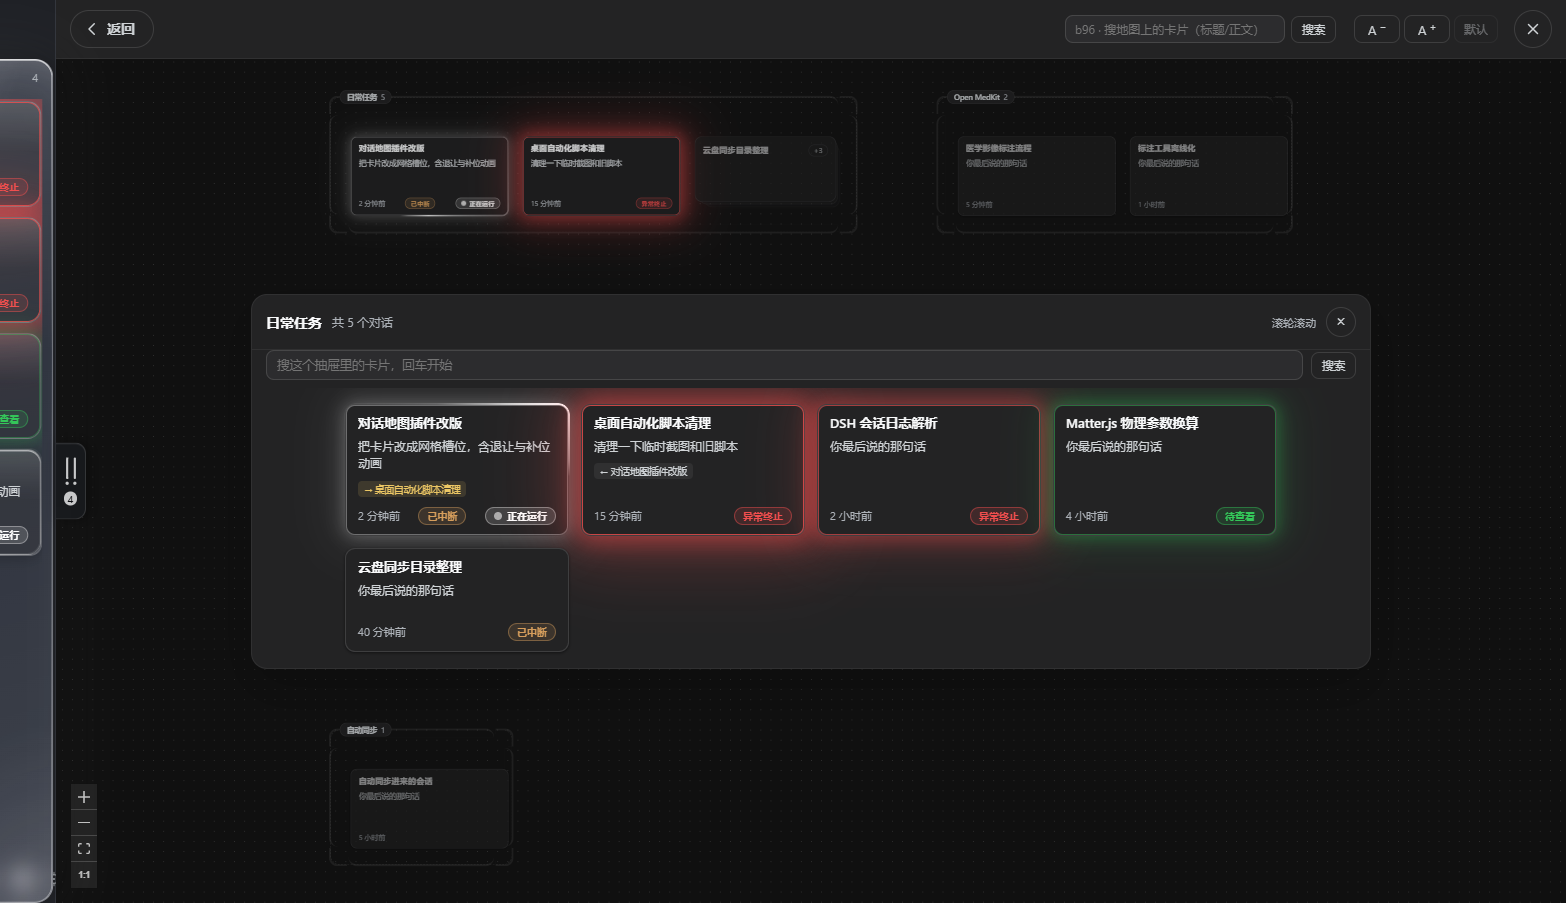 返回
b96 · 搜地图上的卡片（标题/正文）
搜索
A⁻
A⁺
默认
4
终止
终止
查看
动画
运行
4
日常任务 5
对话地图插件改版
把卡片改成网格槽位，含退让与补位动画
2 分钟前
已中断
正在运行
桌面自动化脚本清理
清理一下临时截图和旧脚本
15 分钟前
异常终止
云盘同步目录整理
+3
Open MedKit 2
医学影像标注流程
你最后说的那句话
5 分钟前
标注工具离线化
你最后说的那句话
1 小时前
日常任务 共 5 个对话
滚轮滚动
搜这个抽屉里的卡片，回车开始
搜索
对话地图插件改版
把卡片改成网格槽位，含退让与补位
动画
→ 桌面自动化脚本清理
2 分钟前
已中断
正在运行
桌面自动化脚本清理
清理一下临时截图和旧脚本
← 对话地图插件改版
15 分钟前
异常终止
DSH 会话日志解析
你最后说的那句话
2 小时前
异常终止
Matter.js 物理参数换算
你最后说的那句话
4 小时前
待查看
云盘同步目录整理
你最后说的那句话
40 分钟前
已中断
自动同步 1
自动同步进来的会话
你最后说的那句话
5 小时前
1:1